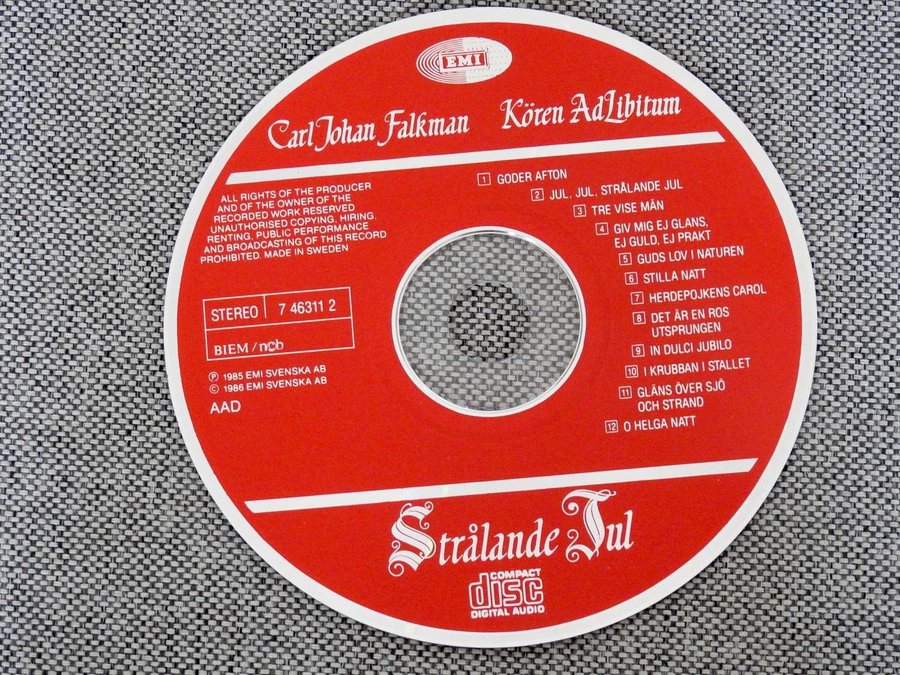 EMI
Carl Johan Falkman Kören AdLibitum
ALL RIGHTS OF THE PRODUCER
AND OF THE OWNER OF THE
RECORDED WORK RESERVED
UNAUTHORISED COPYING, HIRING,
RENTING, PUBLIC PERFORMANCE
AND BROADCASTING OF THIS RECORD
PROHIBITED. MADE IN SWEDEN
STEREO 7 46311 2
BIEM / ncb
Ⓟ 1985 EMI SVENSKA AB
© 1986 EMI SVENSKA AB
AAD
1 GODER AFTON
2 JUL, JUL, STRÅLANDE JUL
3 TRE VISE MÄN
4 GIV MIG EJ GLANS,
EJ GULD, EJ PRAKT
5 GUDS LOV I NATUREN
6 STILLA NATT
7 HERDEPOJKENS CAROL
8 DET ÄR EN ROS
UTSPRUNGEN
9 IN DULCI JUBILO
10 I KRUBBAN I STALLET
11 GLÄNS ÖVER SJÖ
OCH STRAND
12 O HELGA NATT
Strålande Jul
COMPACT
disc
DIGITAL AUDIO